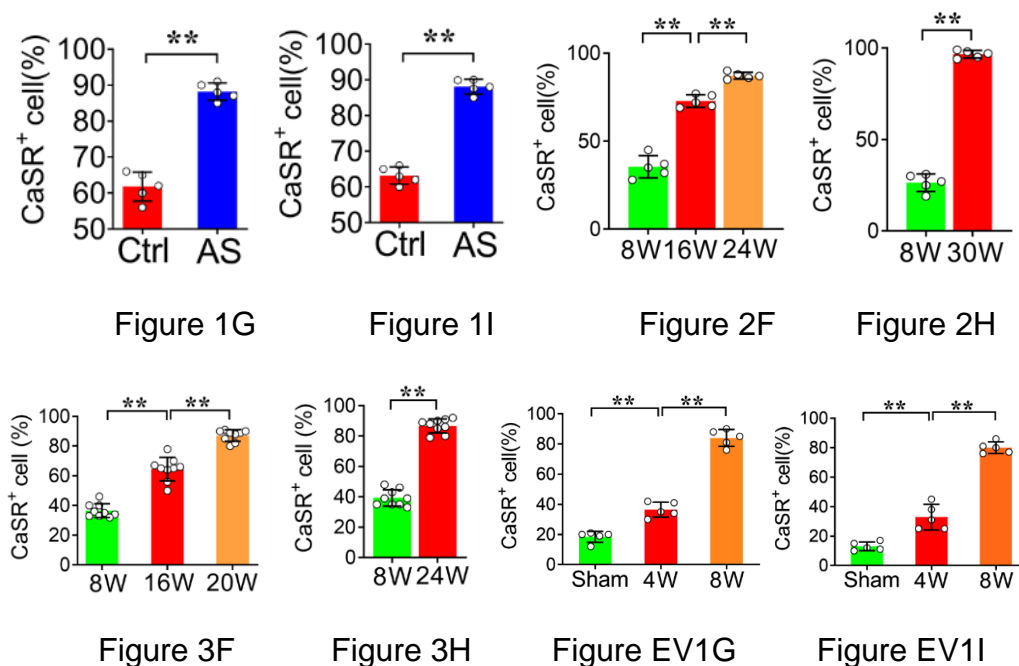 CaSR+ cell(%)
100
90
80
70
60
50
**
Ctrl AS
Figure 1G
CaSR+ cell(%)
100
90
80
70
60
50
**
Ctrl AS
Figure 1I
CaSR+ cell(%)
100
50
0
** **
8W 16W 24W
Figure 2F
CaSR+ cell(%)
100
50
0
**
8W 30W
Figure 2H
CaSR+ cell (%)
100
80
60
40
20
0
** **
8W 16W 20W
Figure 3F
CaSR+ cell (%)
100
80
60
40
20
0
**
8W 24W
Figure 3H
CaSR+ cell(%)
100
80
60
40
20
0
** **
Sham 4W 8W
Figure EV1G
CaSR+ cell(%)
100
80
60
40
20
0
** **
Sham 4W 8W
Figure EV1I